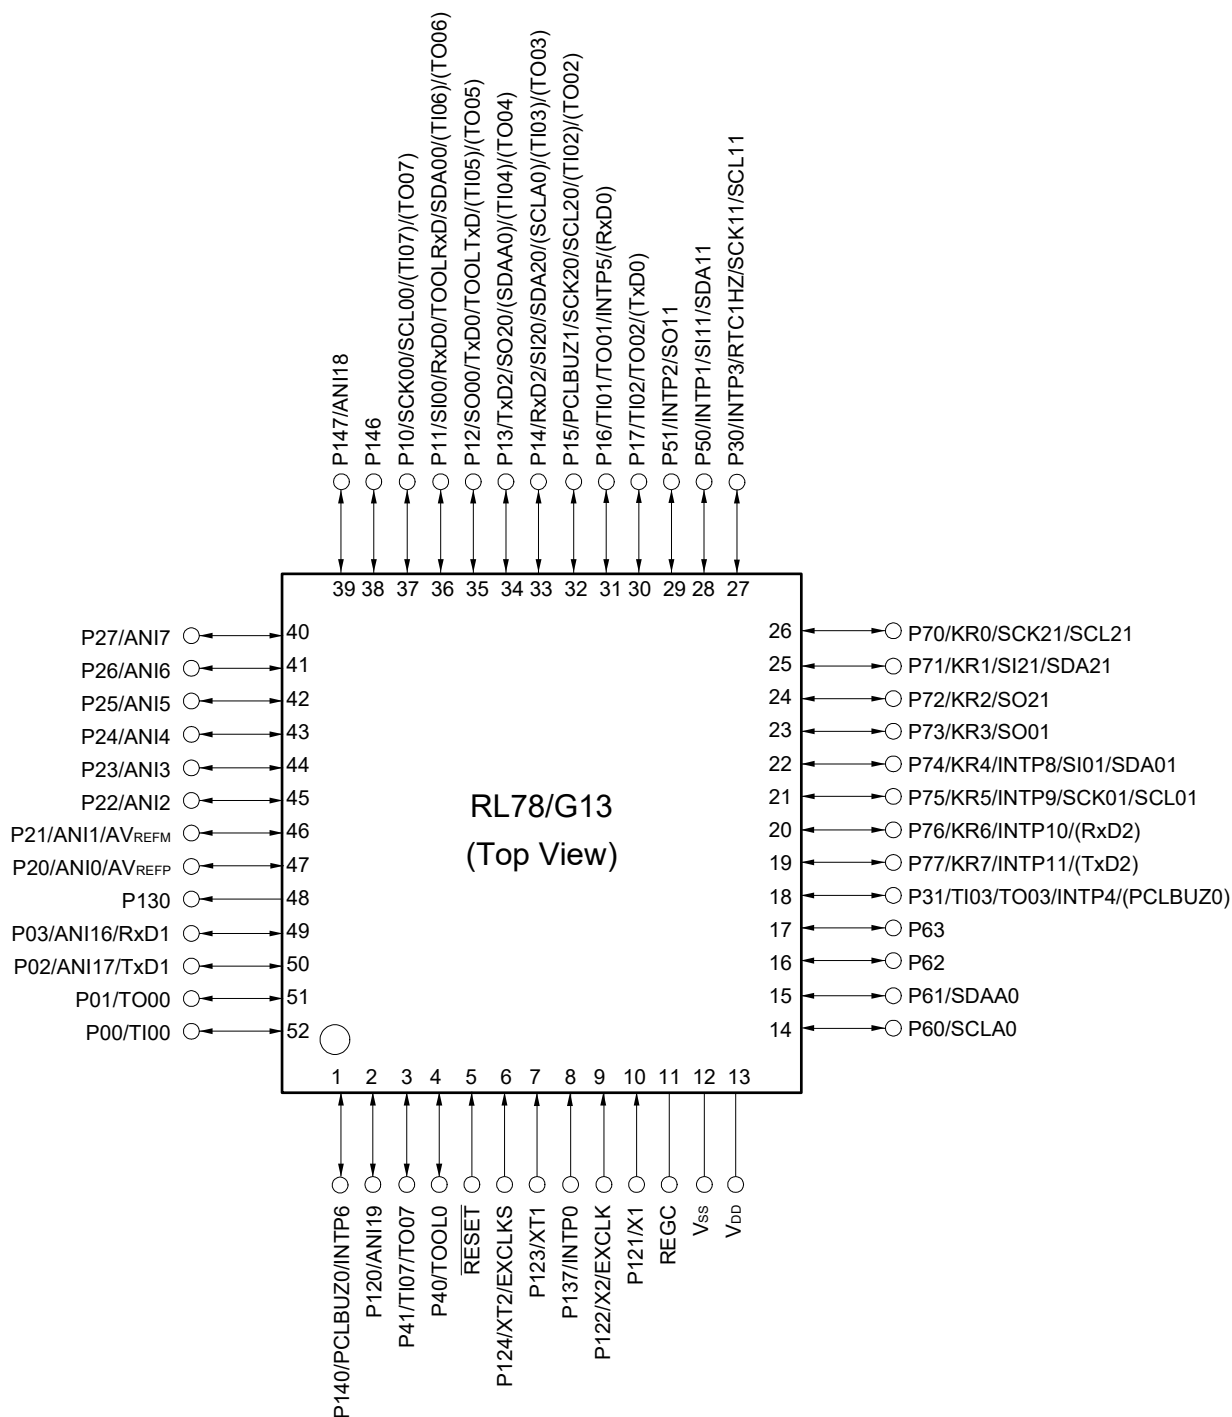 P147/ANI18
P146
P10/SCK00/SCL00/(TI07)/(TO07)
P11/SI00/RxD0/TOOLRxD/SDA00/(TI06)/(TO06)
P12/SO00/TxD0/TOOLTxD/(TI05)/(TO05)
P13/TxD2/SO20/(SDAA0)/(TI04)/(TO04)
P14/RxD2/SI20/SDA20/(SCLA0)/(TI03)/(TO03)
P15/PCLBUZ1/SCK20/SCL20/(TI02)/(TO02)
P16/TI01/TO01/INTP5/(RxD0)
P17/TI02/TO02/(TxD0)
P51/INTP2/SO11
P50/INTP1/SI11/SDA11
P30/INTP3/RTC1HZ/SCK11/SCL11
39 38 37 36 35 34 33 32 31 30 29 28 27
P27/ANI7 40
P26/ANI6 41
P25/ANI5 42
P24/ANI4 43
P23/ANI3 44
P22/ANI2 45
P21/ANI1/AVREFM 46
P20/ANI0/AVREFP 47
P130 48
P03/ANI16/RxD1 49
P02/ANI17/TxD1 50
P01/TO00 51
P00/TI00 52
RL78/G13
(Top View)
26 P70/KR0/SCK21/SCL21
25 P71/KR1/SI21/SDA21
24 P72/KR2/SO21
23 P73/KR3/SO01
22 P74/KR4/INTP8/SI01/SDA01
21 P75/KR5/INTP9/SCK01/SCL01
20 P76/KR6/INTP10/(RxD2)
19 P77/KR7/INTP11/(TxD2)
18 P31/TI03/TO03/INTP4/(PCLBUZ0)
17 P63
16 P62
15 P61/SDAA0
14 P60/SCLA0
1 2 3 4 5 6 7 8 9 10 11 12 13
P140/PCLBUZ0/INTP6
P120/ANI19
P41/TI07/TO07
P40/TOOL0
RESET
P124/XT2/EXCLKS
P123/XT1
P137/INTP0
P122/X2/EXCLK
P121/X1
REGC
VSS
VDD